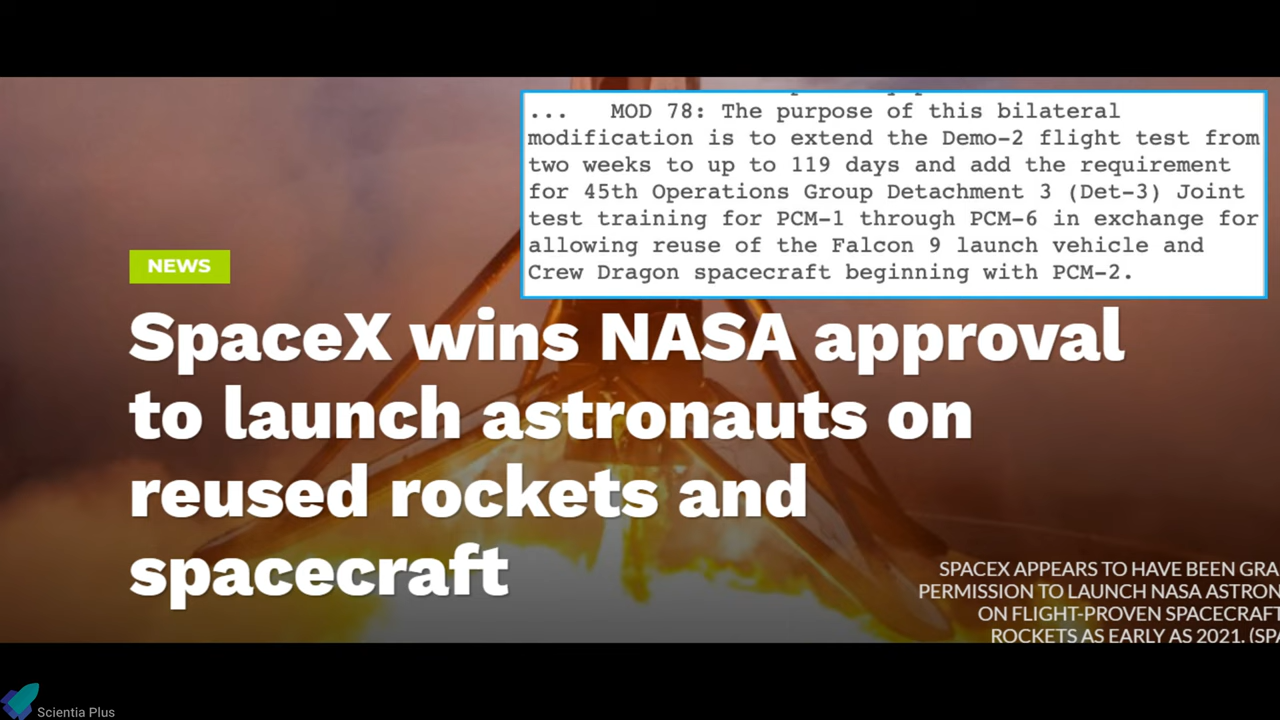 ... MOD 78: The purpose of this bilateral
modification is to extend the Demo-2 flight test from
two weeks to up to 119 days and add the requirement
for 45th Operations Group Detachment 3 (Det-3) Joint
test training for PCM-1 through PCM-6 in exchange for
allowing reuse of the Falcon 9 launch vehicle and
Crew Dragon spacecraft beginning with PCM-2.
NEWS
SpaceX wins NASA approval
to launch astronauts on
reused rockets and
spacecraft
SPACEX APPEARS TO HAVE BEEN GRA
PERMISSION TO LAUNCH NASA ASTRON
ON FLIGHT-PROVEN SPACECRAFT
ROCKETS AS EARLY AS 2021. (SPA
Scientia Plus